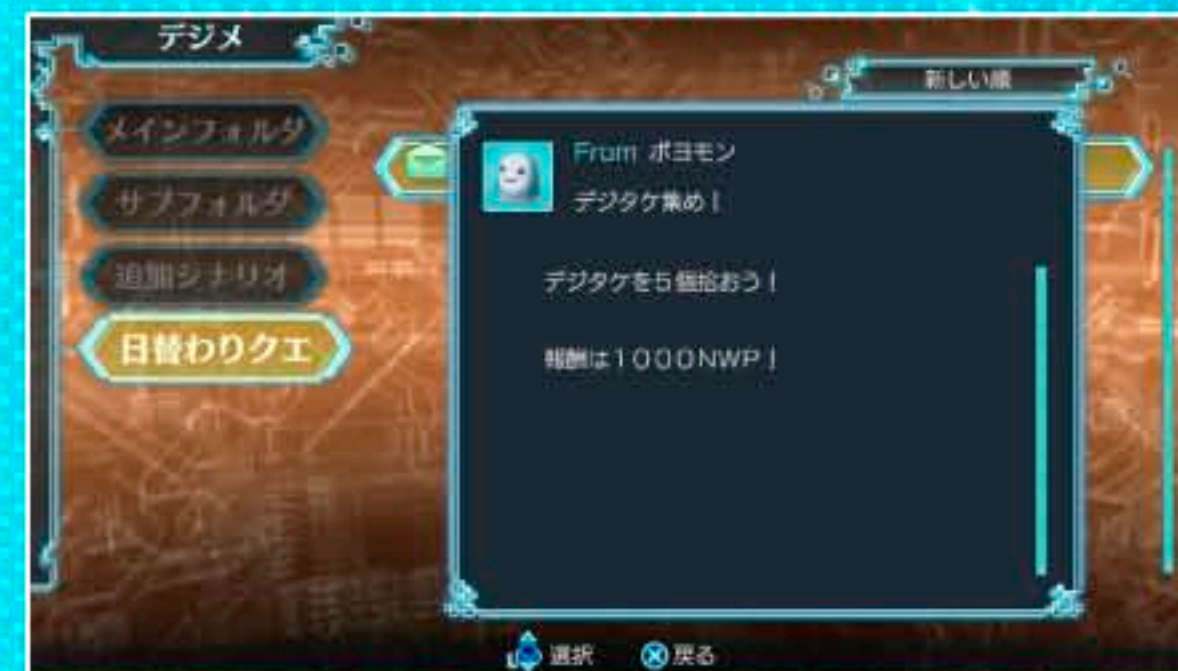 デジメ
新しい順
メインフォルダ
サブフォルダ
追加シナリオ
日替わりクエ
From ポヨモン
デジタケ集め！
デジタケを5個拾おう！
報酬は1000NWP！
L 選択 ⊗戻る